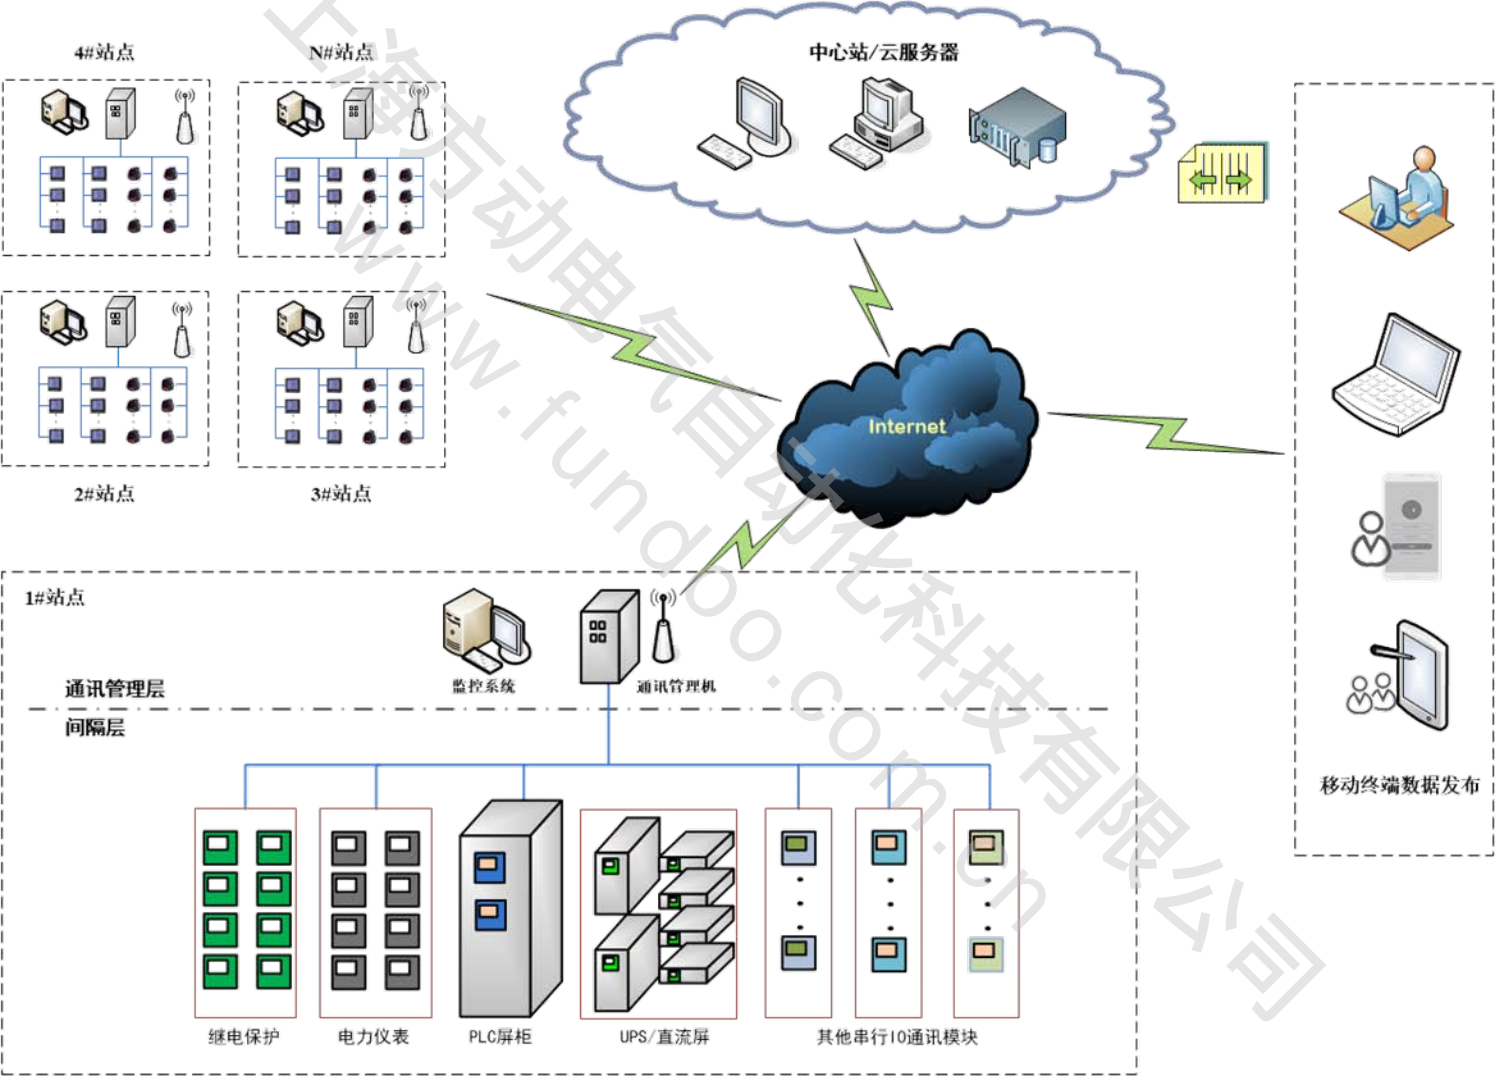 4#站点
N#站点
中心站/云服务器
2#站点
3#站点
Internet
1#站点
监控系统
通讯管理机
通讯管理层
间隔层
移动终端数据发布
继电保护
电力仪表
PLC屏柜
UPS/直流屏
其他串行IO通讯模块
上海方动电气自动化科技有限公司
www.fundbo.com.cn